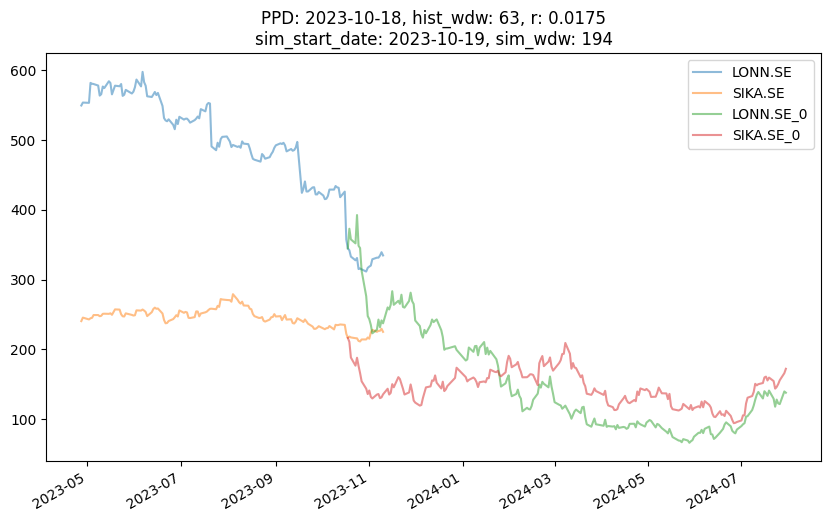 PPD: 2023-10-18, hist_wdw: 63, r: 0.0175
sim_start_date: 2023-10-19, sim_wdw: 194
LONN.SE
SIKA.SE
LONN.SE_0
SIKA.SE_0
600
500
400
300
200
100
2023-05
2023-07
2023-09
2023-11
2024-01
2024-03
2024-05
2024-07